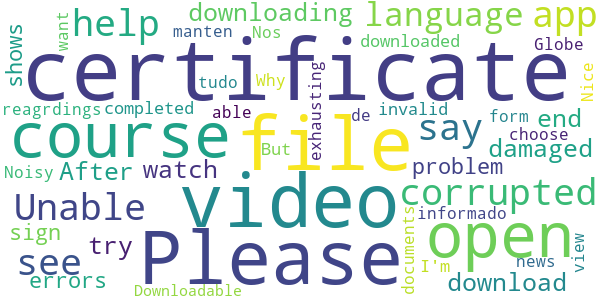 want manten Nos downloading language app
shows help downloaded Globe
certificate
tudo Why Nice
reagrdings completed able exhausting de invalid form
course file say end
But choose
Noisy After watch problem damaged
Unable video corrupted
sign documents informado
see try Please open view
errors I'm news
Downloadable download